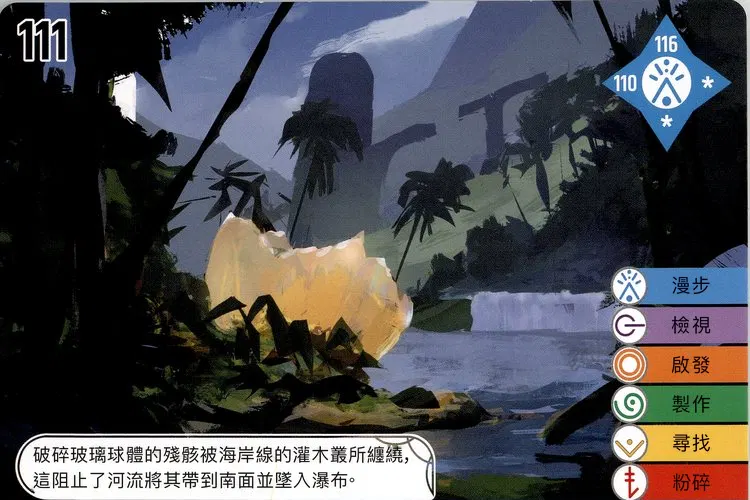 111
116
110
*
*
漫步
檢視
啟發
製作
尋找
粉碎
破碎玻璃球體的殘骸被海岸線的灌木叢所纏繞,
這阻止了河流將其帶到南面並墜入瀑布。